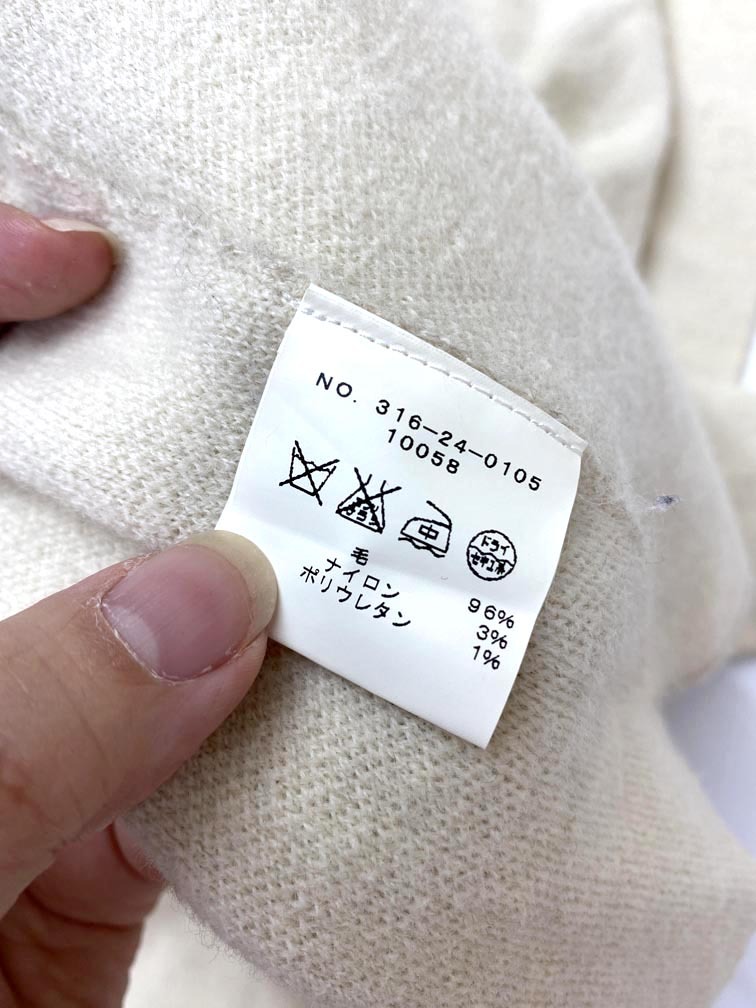 NO. 316-24-0105
10058
中
ドライ
セキユ系
毛 96%
ナイロン 3%
ポリウレタン 1%